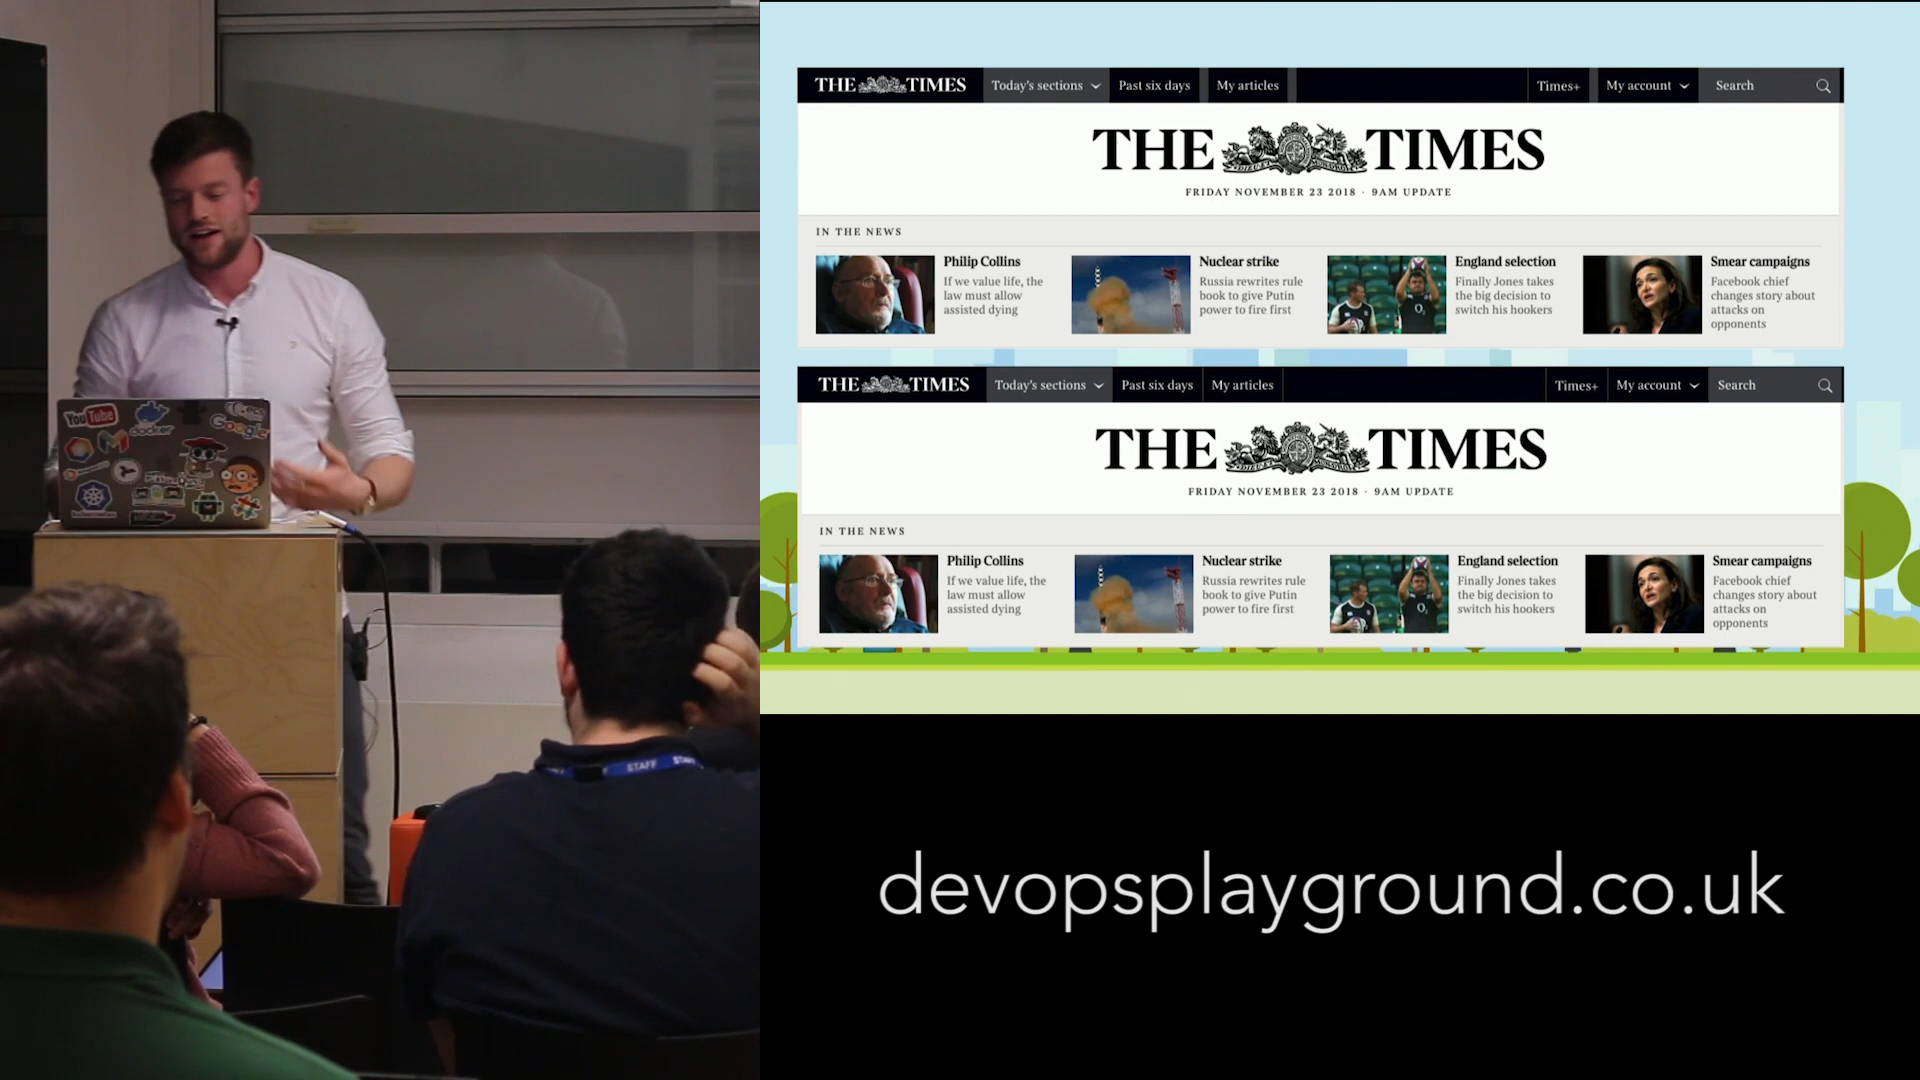 YouTube
docker
Google
kubernetes
STAFF
THE TIMES
Today's sections
Past six days
My articles
Times+
My account
Search
THE TIMES
FRIDAY NOVEMBER 23 2018 · 9AM UPDATE
IN THE NEWS
Philip Collins
If we value life, the
law must allow
assisted dying
Nuclear strike
Russia rewrites rule
book to give Putin
power to fire first
England selection
Finally Jones takes
the big decision to
switch his hookers
O2
Smear campaigns
Facebook chief
changes story about
attacks on
opponents
THE TIMES
Today's sections
Past six days
My articles
Times+
My account
Search
THE TIMES
FRIDAY NOVEMBER 23 2018 · 9AM UPDATE
IN THE NEWS
Philip Collins
If we value life, the
law must allow
assisted dying
Nuclear strike
Russia rewrites rule
book to give Putin
power to fire first
England selection
Finally Jones takes
the big decision to
switch his hookers
O2
Smear campaigns
Facebook chief
changes story about
attacks on
opponents
devopsplayground.co.uk